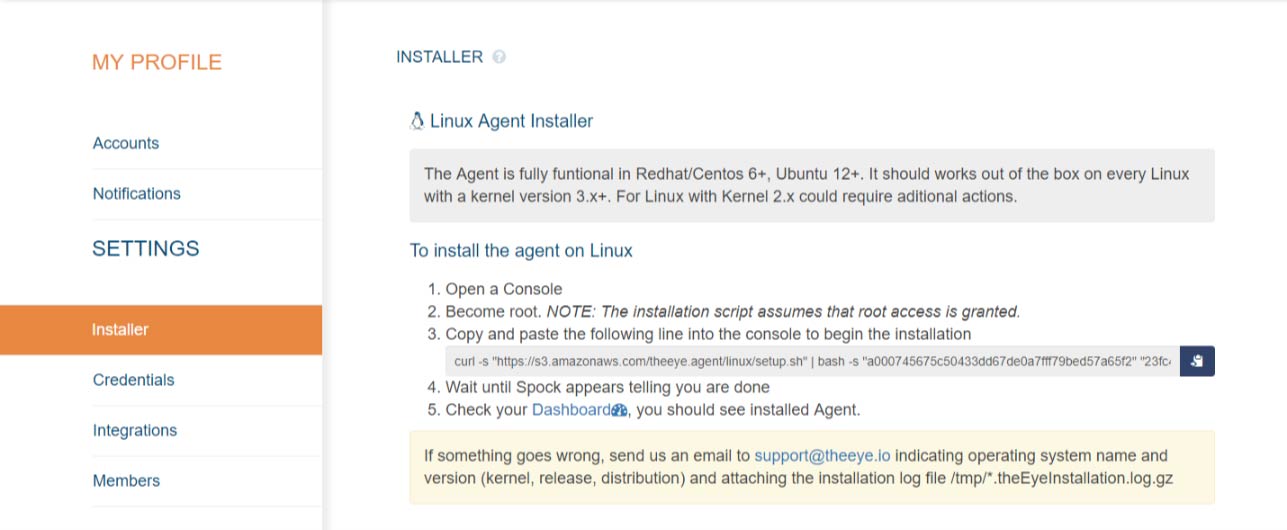 MY PROFILE
Accounts
Notifications
SETTINGS
Installer
Credentials
Integrations
Members
INSTALLER ?
Linux Agent Installer
The Agent is fully funtional in Redhat/Centos 6+, Ubuntu 12+. It should works out of the box on every Linux
with a kernel version 3.x+. For Linux with Kernel 2.x could require aditional actions.
To install the agent on Linux
1. Open a Console
2. Become root. NOTE: The installation script assumes that root access is granted.
3. Copy and paste the following line into the console to begin the installation
curl -s "https://s3.amazonaws.com/theeye.agent/linux/setup.sh" | bash -s "a000745675c50433dd67de0a7fff79bed57a65f2" "23fc
4. Wait until Spock appears telling you are done
5. Check your Dashboard, you should see installed Agent.
If something goes wrong, send us an email to support@theeye.io indicating operating system name and
version (kernel, release, distribution) and attaching the installation log file /tmp/*.theEyeInstallation.log.gz